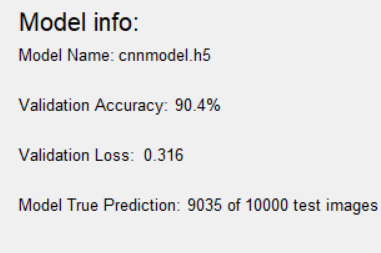 Model info:
Model Name: cnnmodel.h5
Validation Accuracy: 90.4%
Validation Loss: 0.316
Model True Prediction: 9035 of 10000 test images